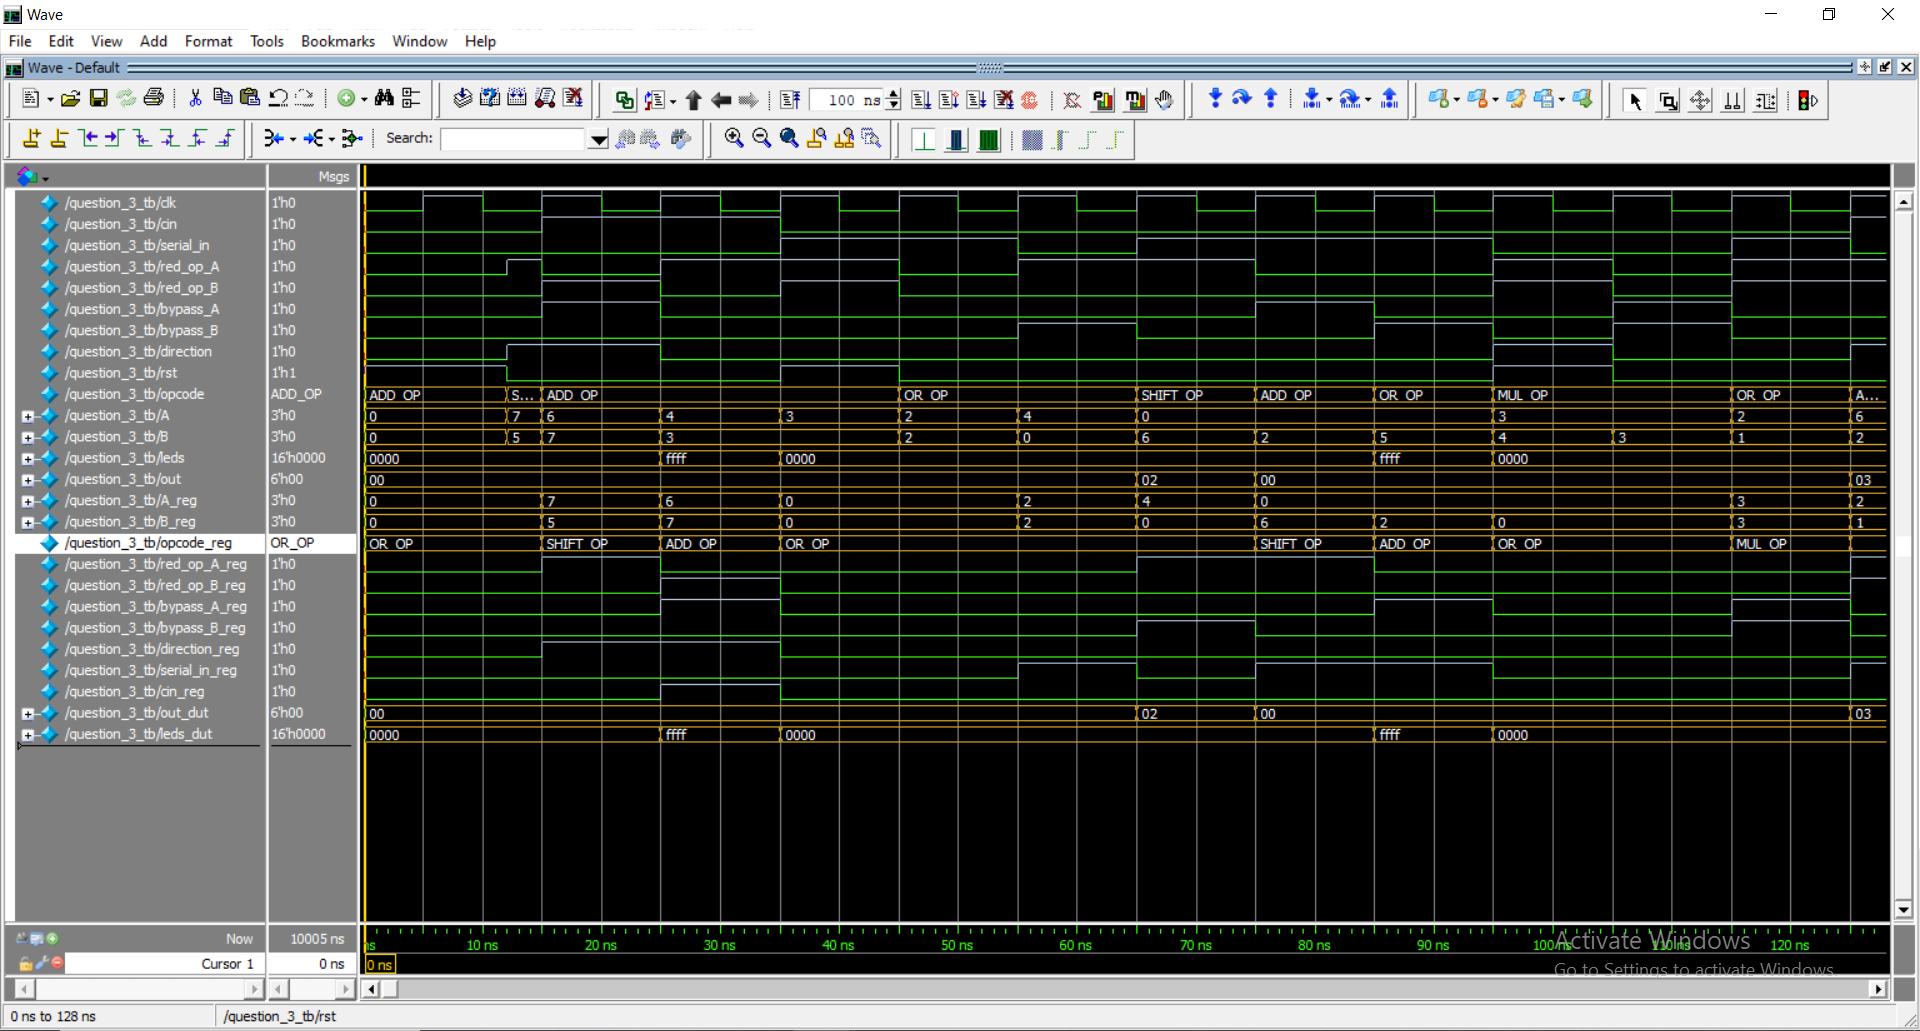 Wave
File Edit View Add Format Tools Bookmarks Window Help
Wave - Default
100 ns
Search:
Msgs
/question_3_tb/clk 1'h0
/question_3_tb/cin 1'h0
/question_3_tb/serial_in 1'h0
/question_3_tb/red_op_A 1'h0
/question_3_tb/red_op_B 1'h0
/question_3_tb/bypass_A 1'h0
/question_3_tb/bypass_B 1'h0
/question_3_tb/direction 1'h0
/question_3_tb/rst 1'h1
/question_3_tb/opcode ADD_OP ADD_OP S... ADD_OP OR_OP SHIFT_OP ADD_OP OR_OP MUL_OP OR_OP A...
/question_3_tb/A 3'h0 0 7 6 4 3 2 4 0 3 2 6
/question_3_tb/B 3'h0 0 5 7 3 2 0 6 2 5 4 3 1 2
/question_3_tb/leds 16'h0000 0000 ffff 0000 ffff 0000
/question_3_tb/out 6'h00 00 02 00 03
/question_3_tb/A_reg 3'h0 0 7 6 0 2 4 0 3 2
/question_3_tb/B_reg 3'h0 0 5 7 0 2 0 6 2 0 3 1
/question_3_tb/opcode_reg OR_OP OR_OP SHIFT_OP ADD_OP OR_OP SHIFT_OP ADD_OP OR_OP MUL_OP
/question_3_tb/red_op_A_reg 1'h0
/question_3_tb/red_op_B_reg 1'h0
/question_3_tb/bypass_A_reg 1'h0
/question_3_tb/bypass_B_reg 1'h0
/question_3_tb/direction_reg 1'h0
/question_3_tb/serial_in_reg 1'h0
/question_3_tb/cin_reg 1'h0
/question_3_tb/out_dut 6'h00 00 02 00 03
/question_3_tb/leds_dut 16'h0000 0000 ffff 0000 ffff 0000
Now 10005 ns
ns 10 ns 20 ns 30 ns 40 ns 50 ns 60 ns 70 ns 80 ns 90 ns 100 ns 110 ns 120 ns
Cursor 1 0 ns 0 ns
Activate Windows
Go to Settings to activate Windows.
0 ns to 128 ns /question_3_tb/rst